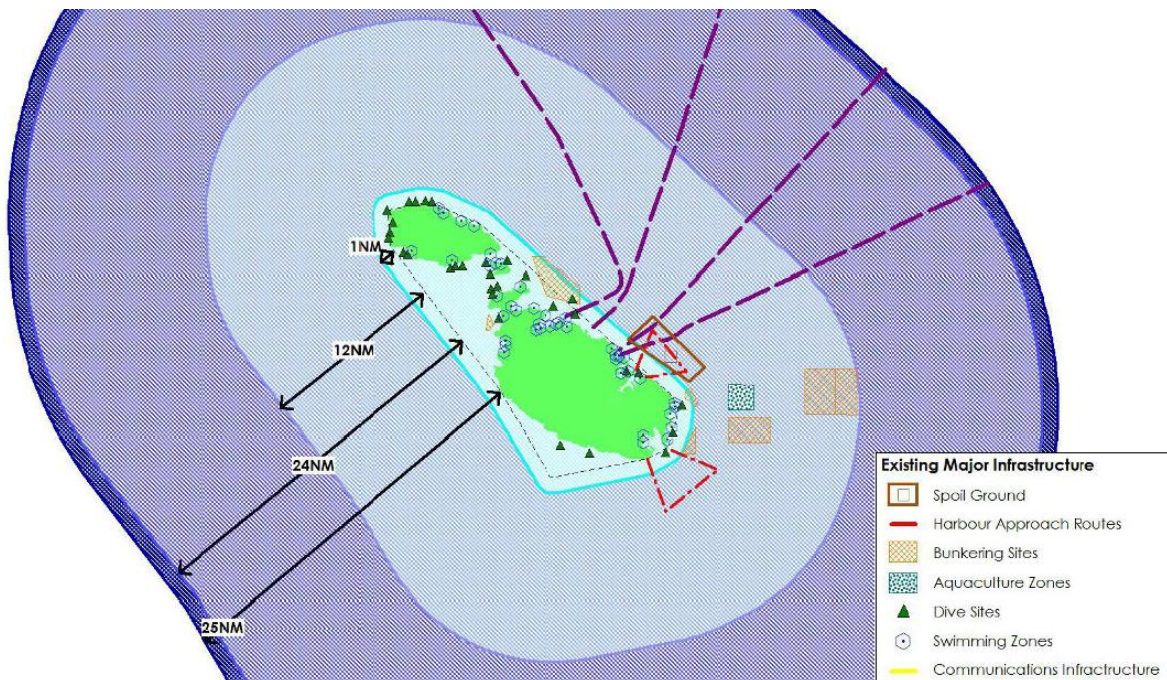 1NM
12NM
24NM
25NM
Existing Major Infrastructure
Spoil Ground
Harbour Approach Routes
Bunkering Sites
Aquaculture Zones
Dive Sites
Swimming Zones
Communications Infractructure